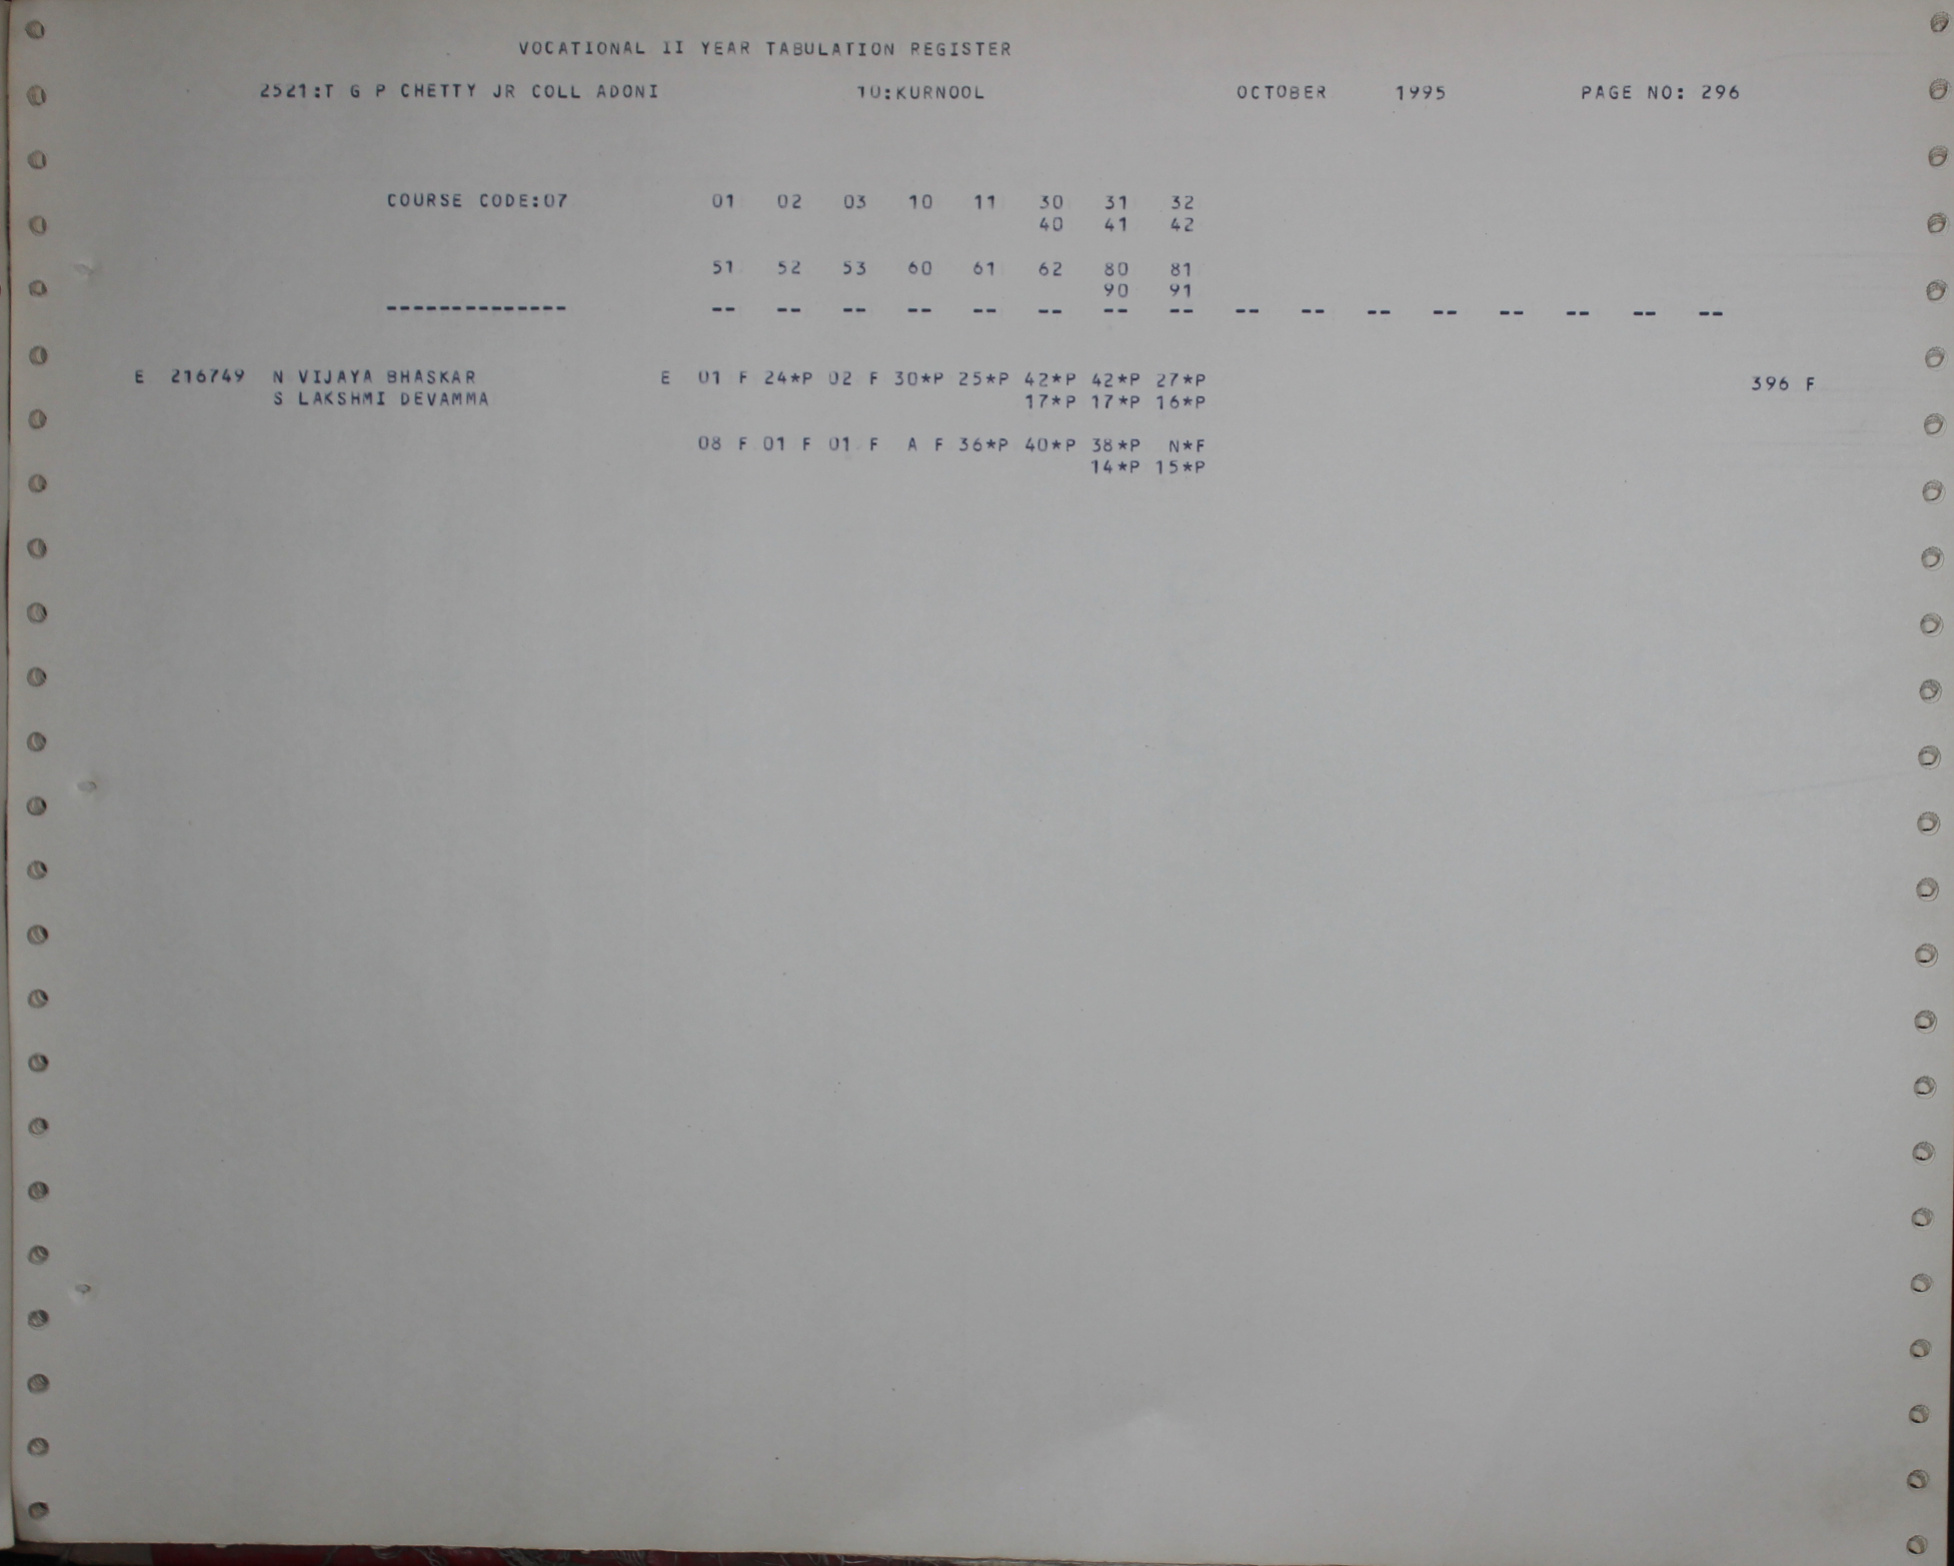 VOCATIONAL II YEAR TABULATION REGISTER
2521:T G P CHETTY JR COLL ADONI 10:KURNOOL OCTOBER 1995 PAGE NO: 296
COURSE CODE:07 01 02 03 10 11 30 31 32
40 41 42
51 52 53 60 61 62 80 81
90 91
-------------- -- -- -- -- -- -- -- -- -- -- -- -- -- -- -- --
E 216749 N VIJAYA BHASKAR E 01 F 24*P 02 F 30*P 25*P 42*P 42*P 27*P 396 F
S LAKSHMI DEVAMMA 17*P 17*P 16*P
08 F 01 F 01 F A F 36*P 40*P 38*P N*F
14*P 15*P